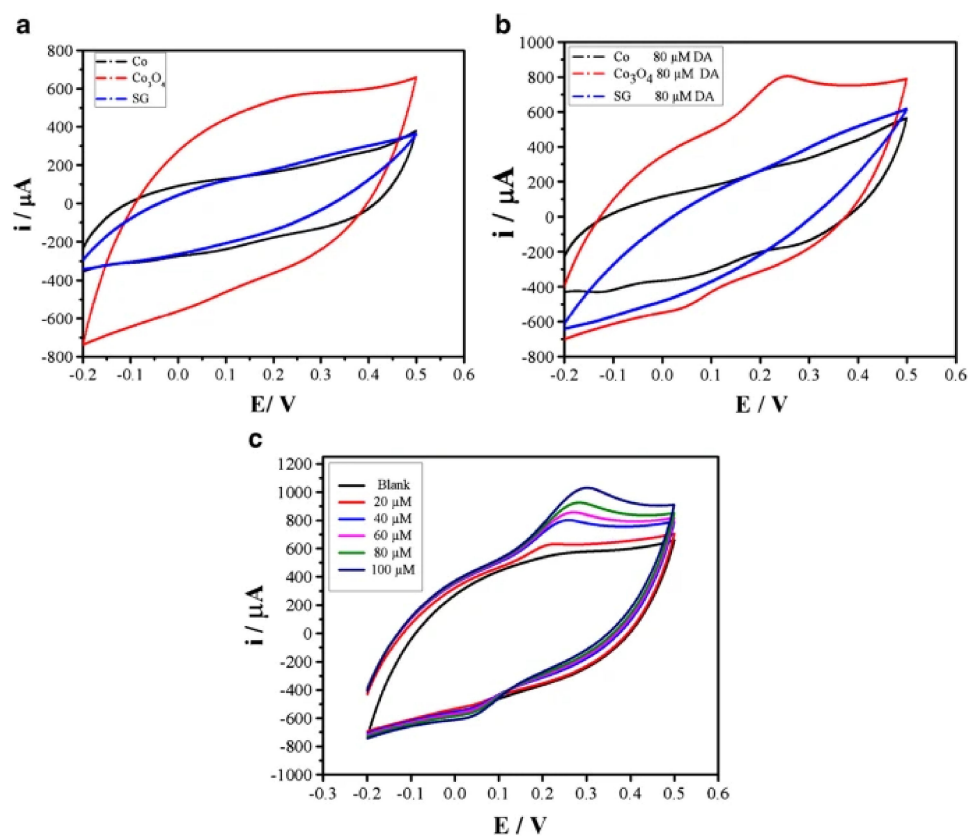 a
800
600
400
200
0
-200
-400
-600
-800
-0.2 -0.1 0.0 0.1 0.2 0.3 0.4 0.5 0.6
E/ V
i / µA
Co
Co₃O₄
SG
b
1000
800
600
400
200
0
-200
-400
-600
-800
-0.2 -0.1 0.0 0.1 0.2 0.3 0.4 0.5 0.6
E / V
i / µA
Co 80 µM DA
Co₃O₄ 80 µM DA
SG 80 µM DA
c
1200
1000
800
600
400
200
0
-200
-400
-600
-800
-1000
-0.3 -0.2 -0.1 0.0 0.1 0.2 0.3 0.4 0.5 0.6
E / V
i / µA
Blank
20 µM
40 µM
60 µM
80 µM
100 µM